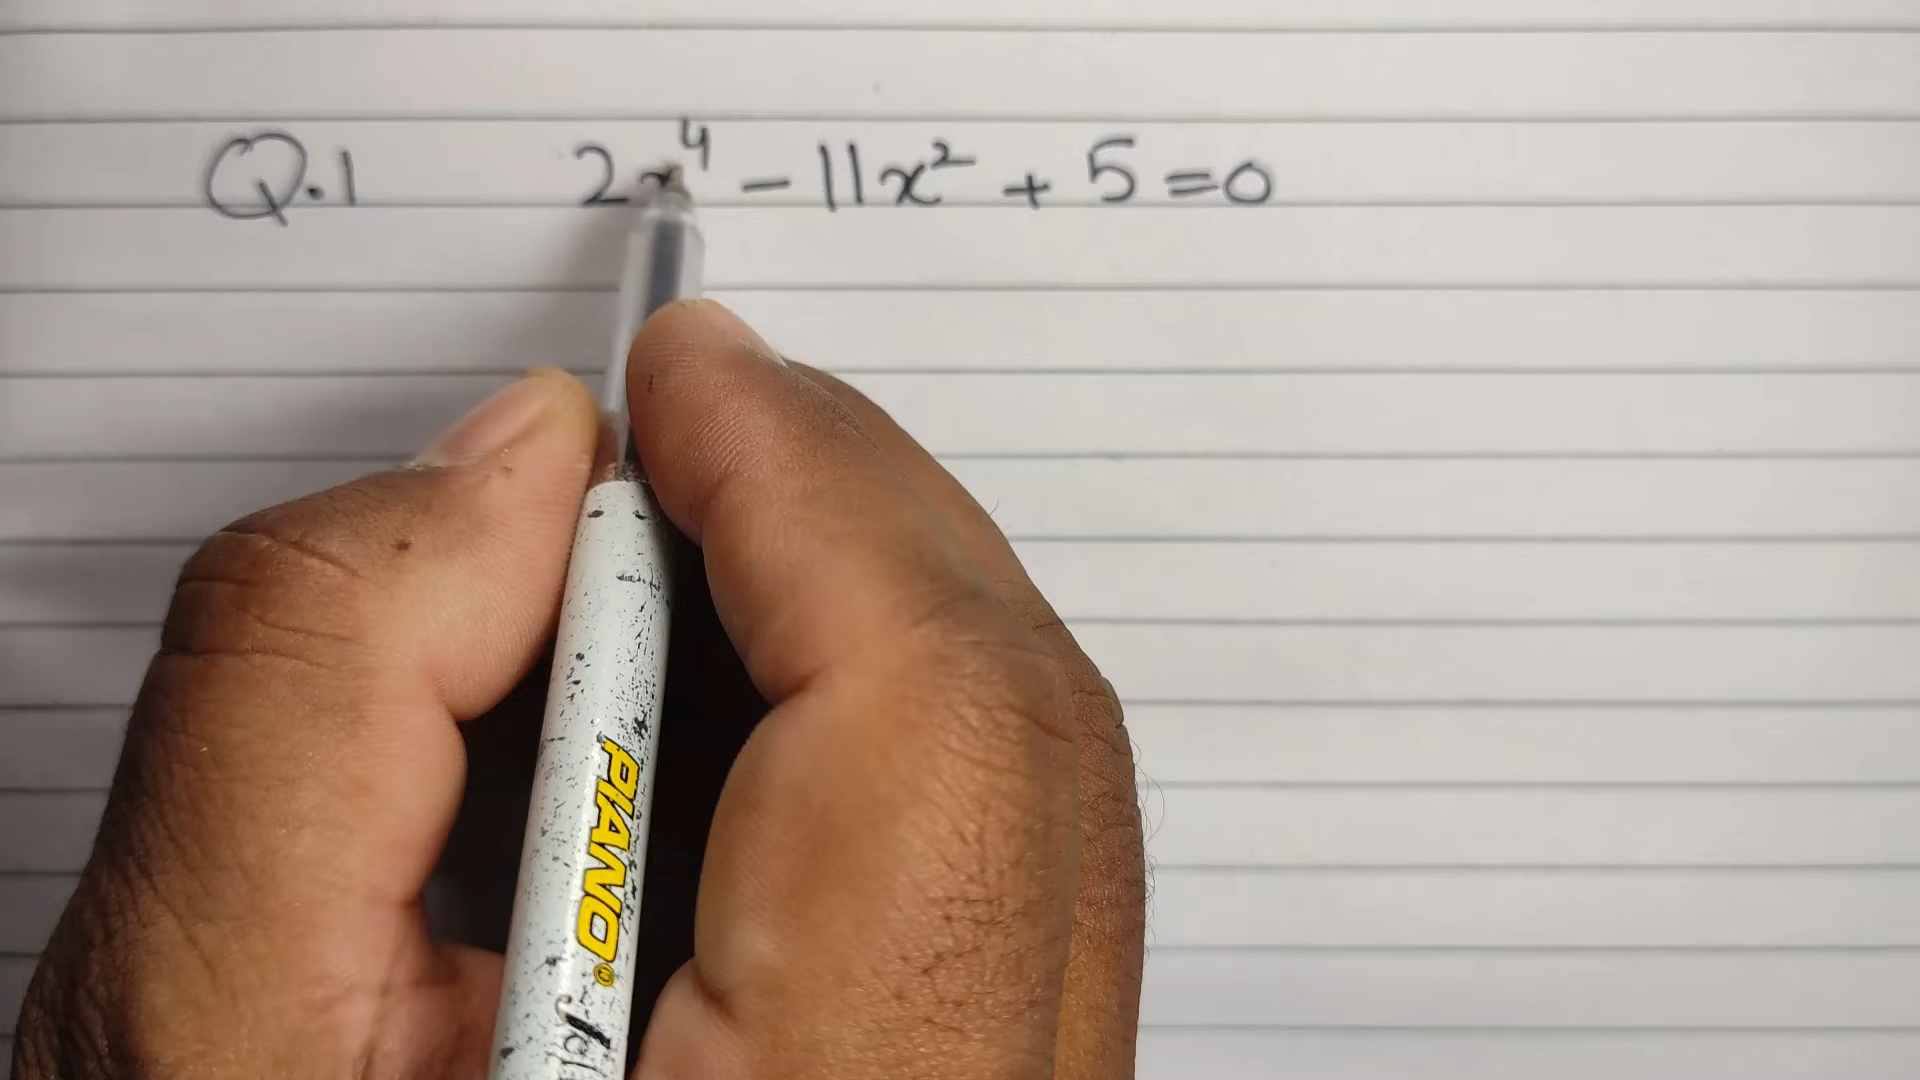 Q.1 2x⁴ - 11x² + 5 = 0
PIANO